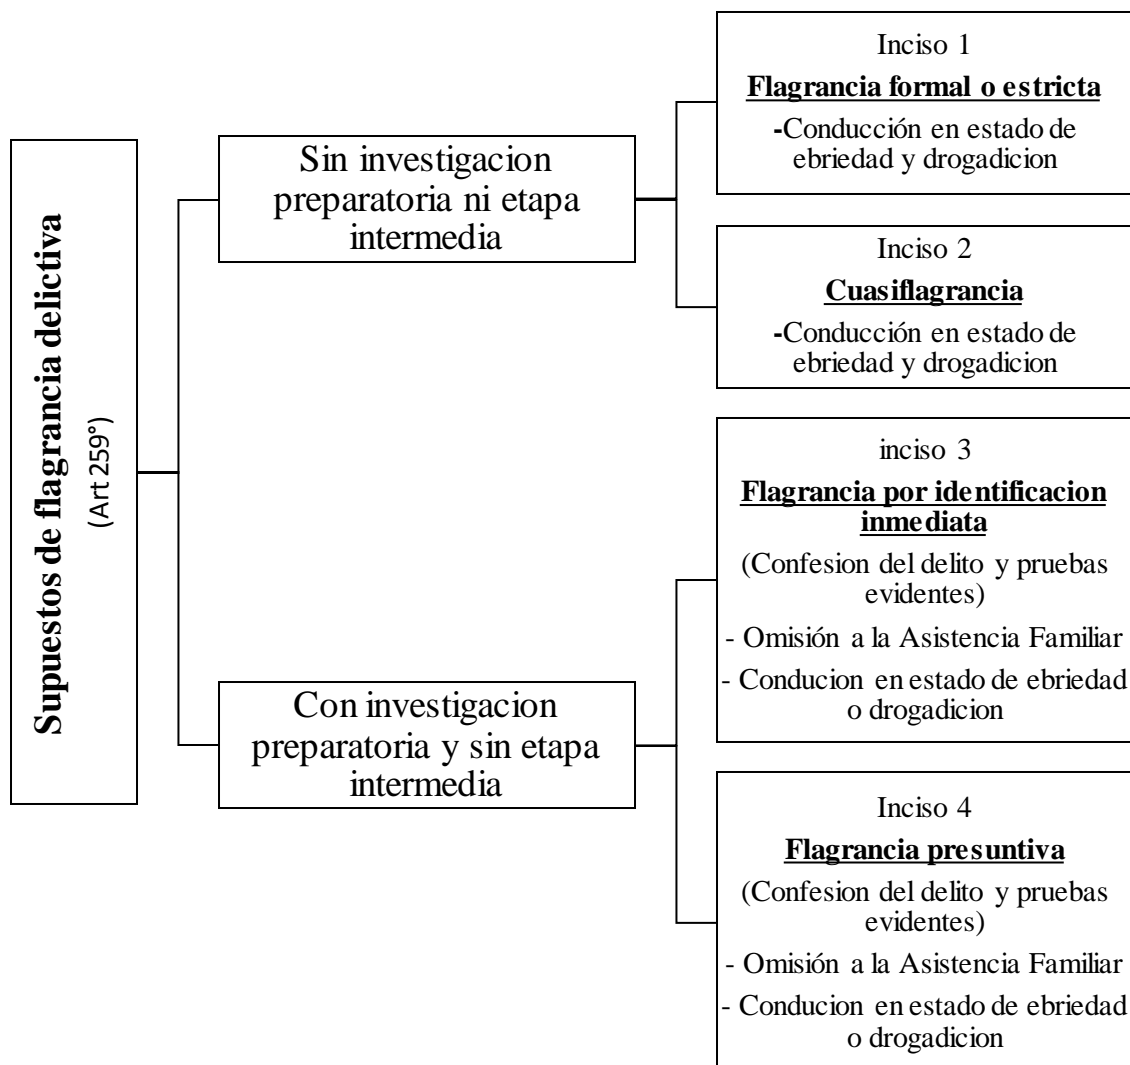 Supuestos de flagrancia delictiva
(Art 259°)
Sin investigacion
preparatoria ni etapa
intermedia
Inciso 1
Flagrancia formal o estricta
-Conducción en estado de
ebriedad y drogadicion
Inciso 2
Cuasiflagrancia
-Conducción en estado de
ebriedad y drogadicion
Con investigacion
preparatoria y sin etapa
intermedia
inciso 3
Flagrancia por identificacion
inmediata
(Confesion del delito y pruebas
evidentes)
- Omisión a la Asistencia Familiar
- Conducion en estado de ebriedad
o drogadicion
Inciso 4
Flagrancia presuntiva
(Confesion del delito y pruebas
evidentes)
- Omisión a la Asistencia Familiar
- Conducion en estado de ebriedad
o drogadicion